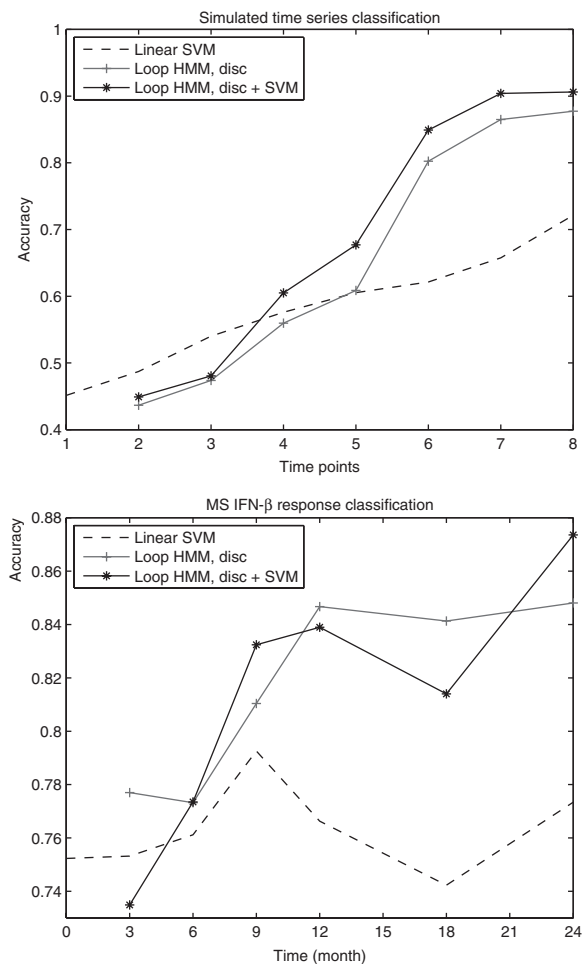 Simulated time series classification
1
0.9
0.8
0.7
0.6
0.5
0.4
Accuracy
Linear SVM
Loop HMM, disc
Loop HMM, disc + SVM
1 2 3 4 5 6 7 8
Time points
MS IFN-β response classification
0.88
0.86
0.84
0.82
0.8
0.78
0.76
0.74
Accuracy
Linear SVM
Loop HMM, disc
Loop HMM, disc + SVM
0 3 6 9 12 15 18 21 24
Time (month)